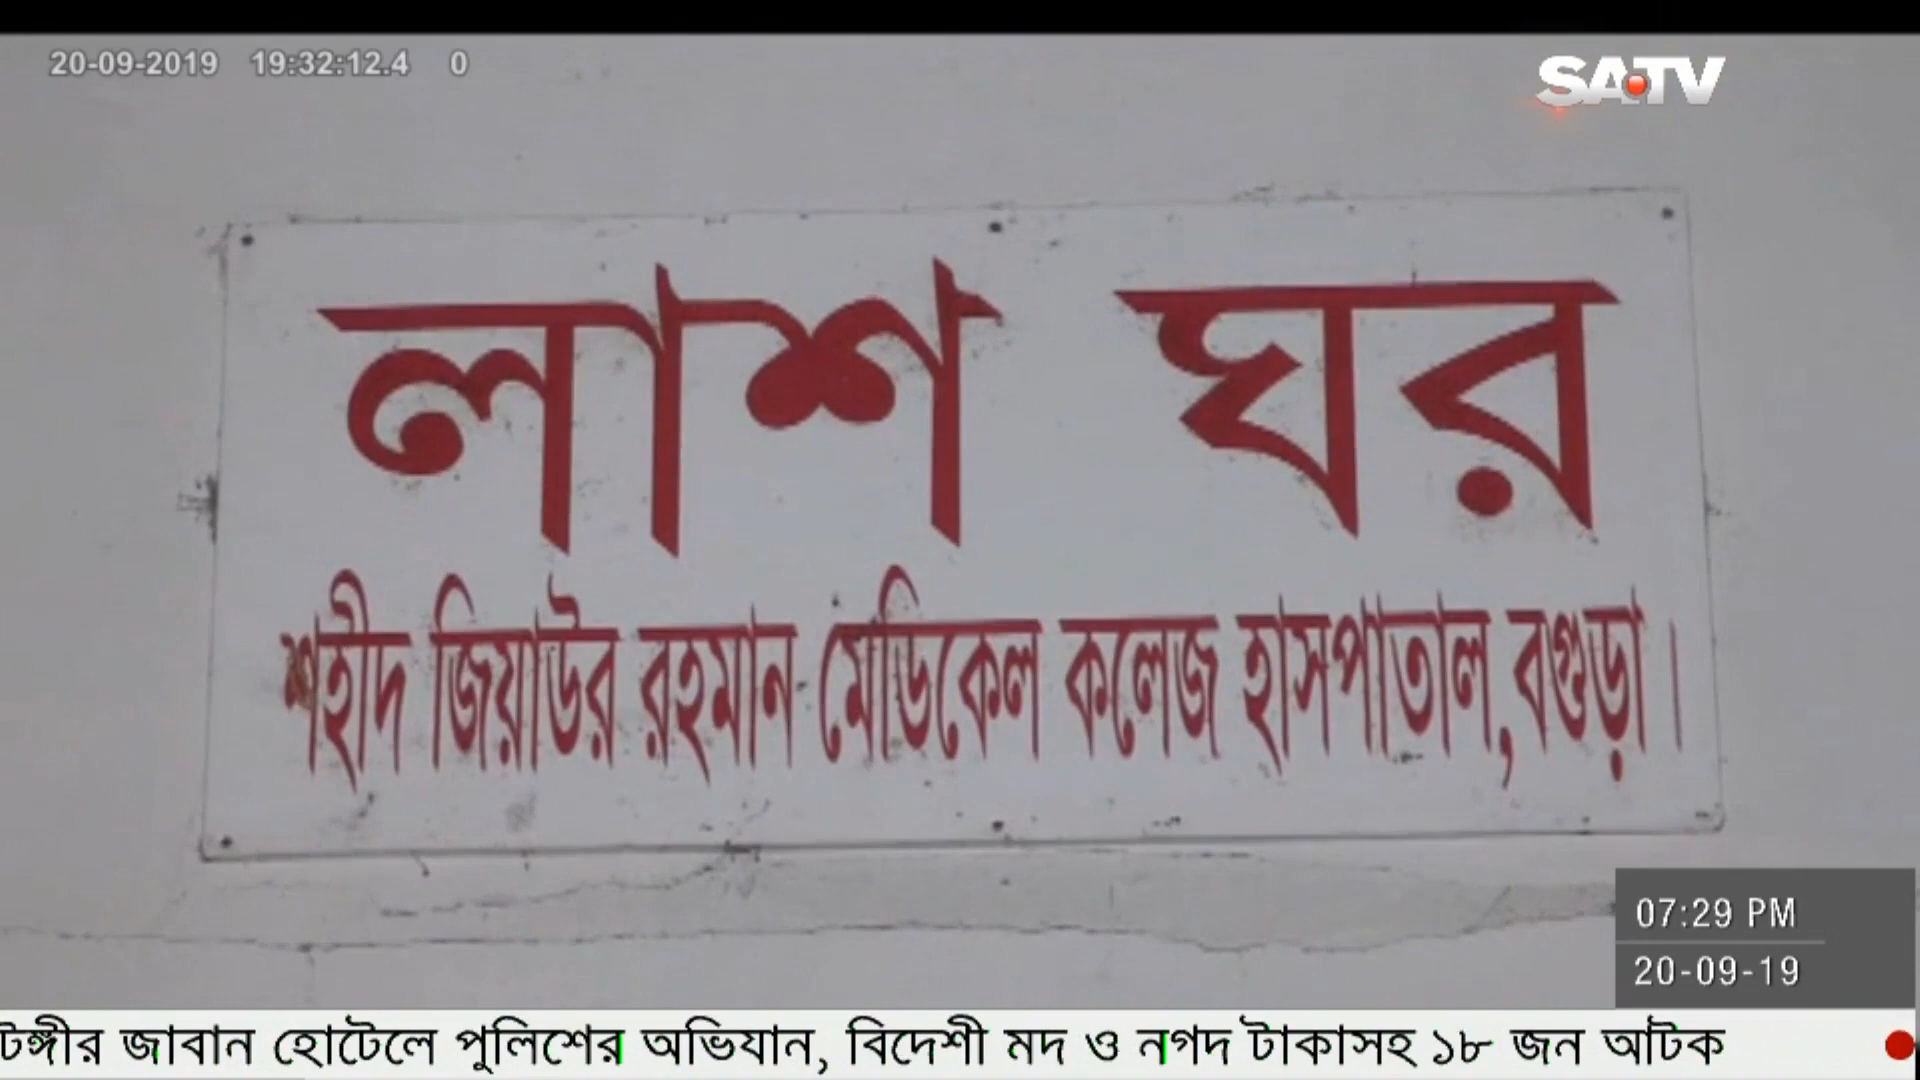 20-09-2019 19:32:12.4 0
SATV
লাশ ঘর
শহীদ জিয়াউর রহমান মেডিকেল কলেজ হাসপাতাল, বগুড়া।
07:29 PM
20-09-19
টঙ্গীর জাবান হোটেলে পুলিশের অভিযান, বিদেশী মদ ও নগদ টাকাসহ ১৮ জন আটক